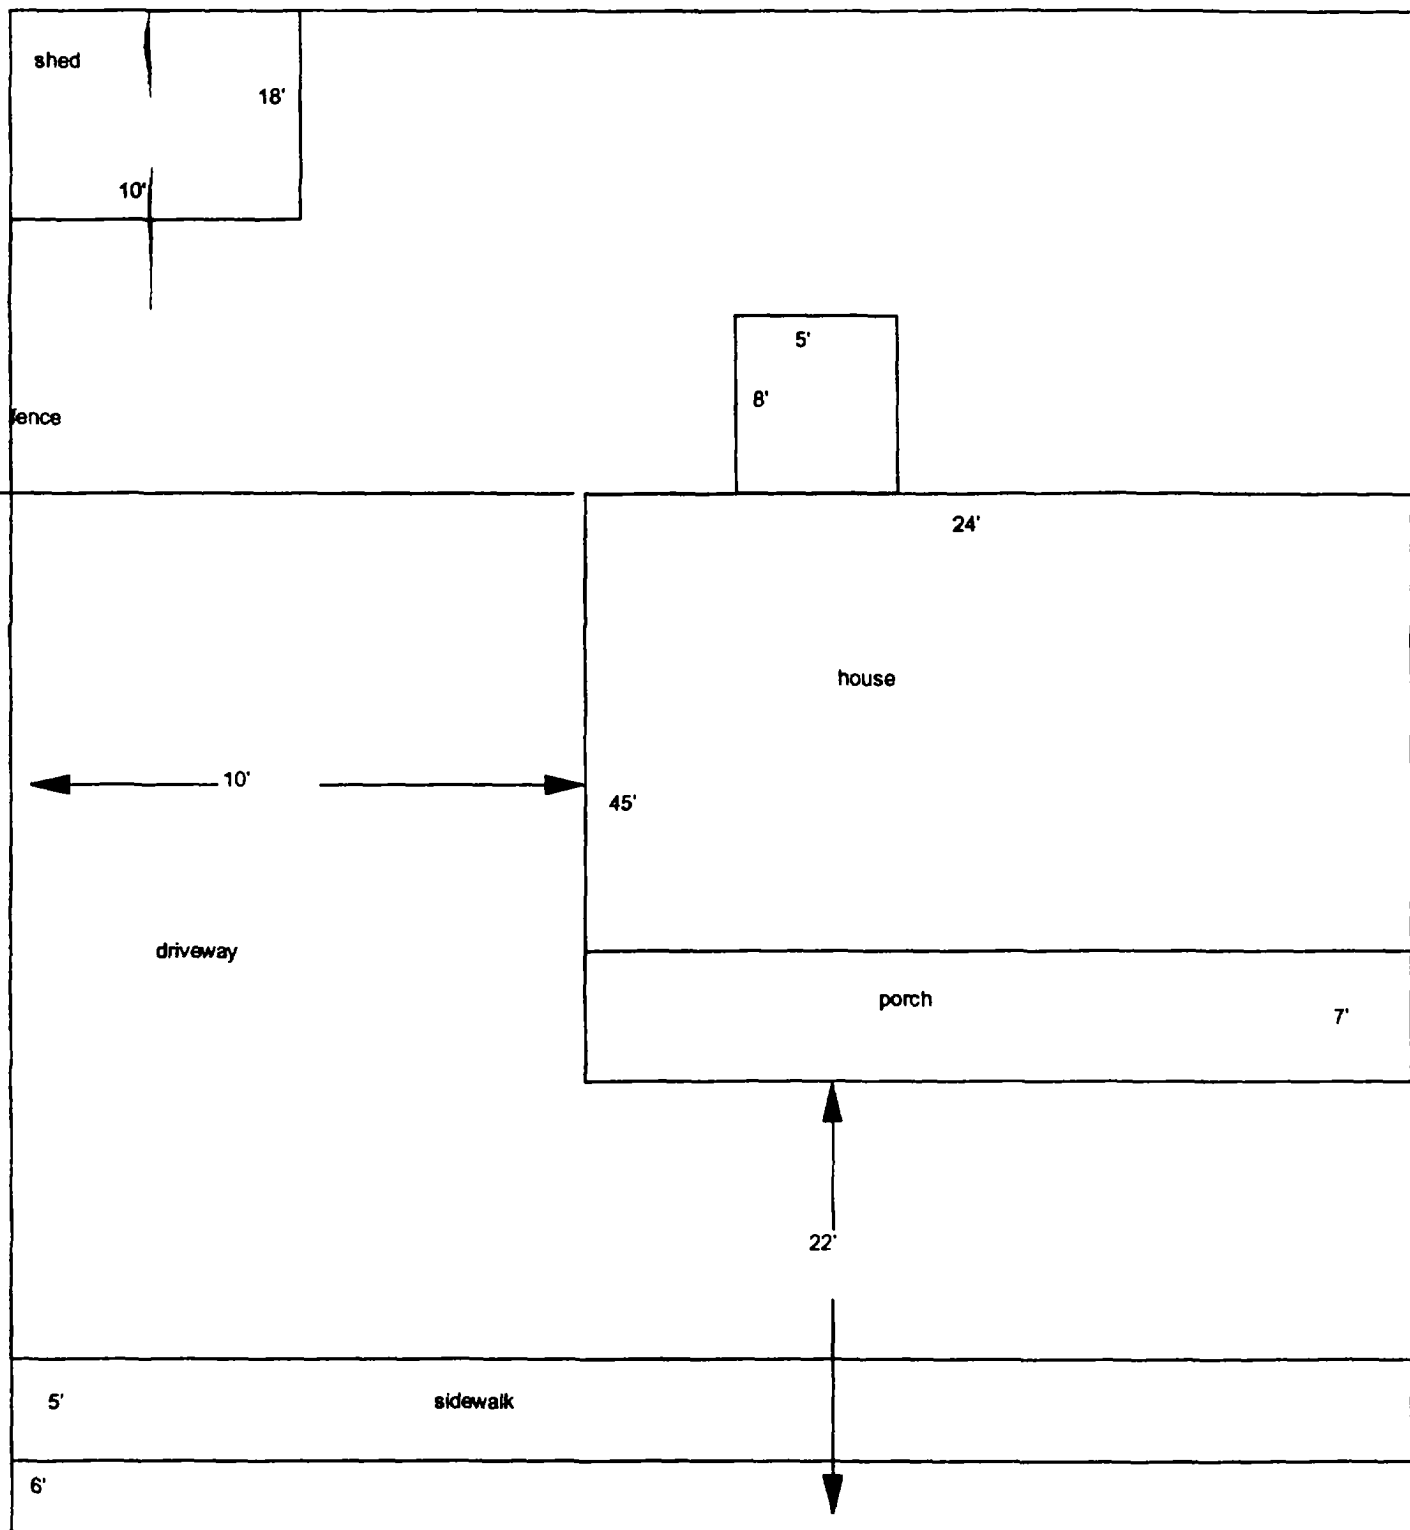 shed
18'
10'
5'
8'
fence
24'
house
10'
45'
driveway
porch
7'
22'
5'
sidewalk
6'